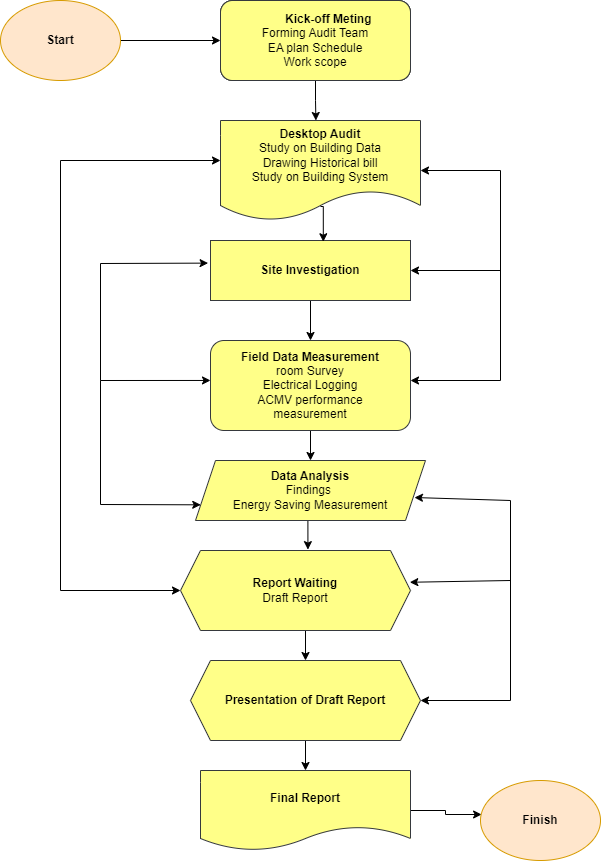 Start
Kick-off Meting
Forming Audit Team
EA plan Schedule
Work scope
Desktop Audit
Study on Building Data
Drawing Historical bill
Study on Building System
Site Investigation
Field Data Measurement
room Survey
Electrical Logging
ACMV performance
measurement
Data Analysis
Findings
Energy Saving Measurement
Report Waiting
Draft Report
Presentation of Draft Report
Final Report
Finish